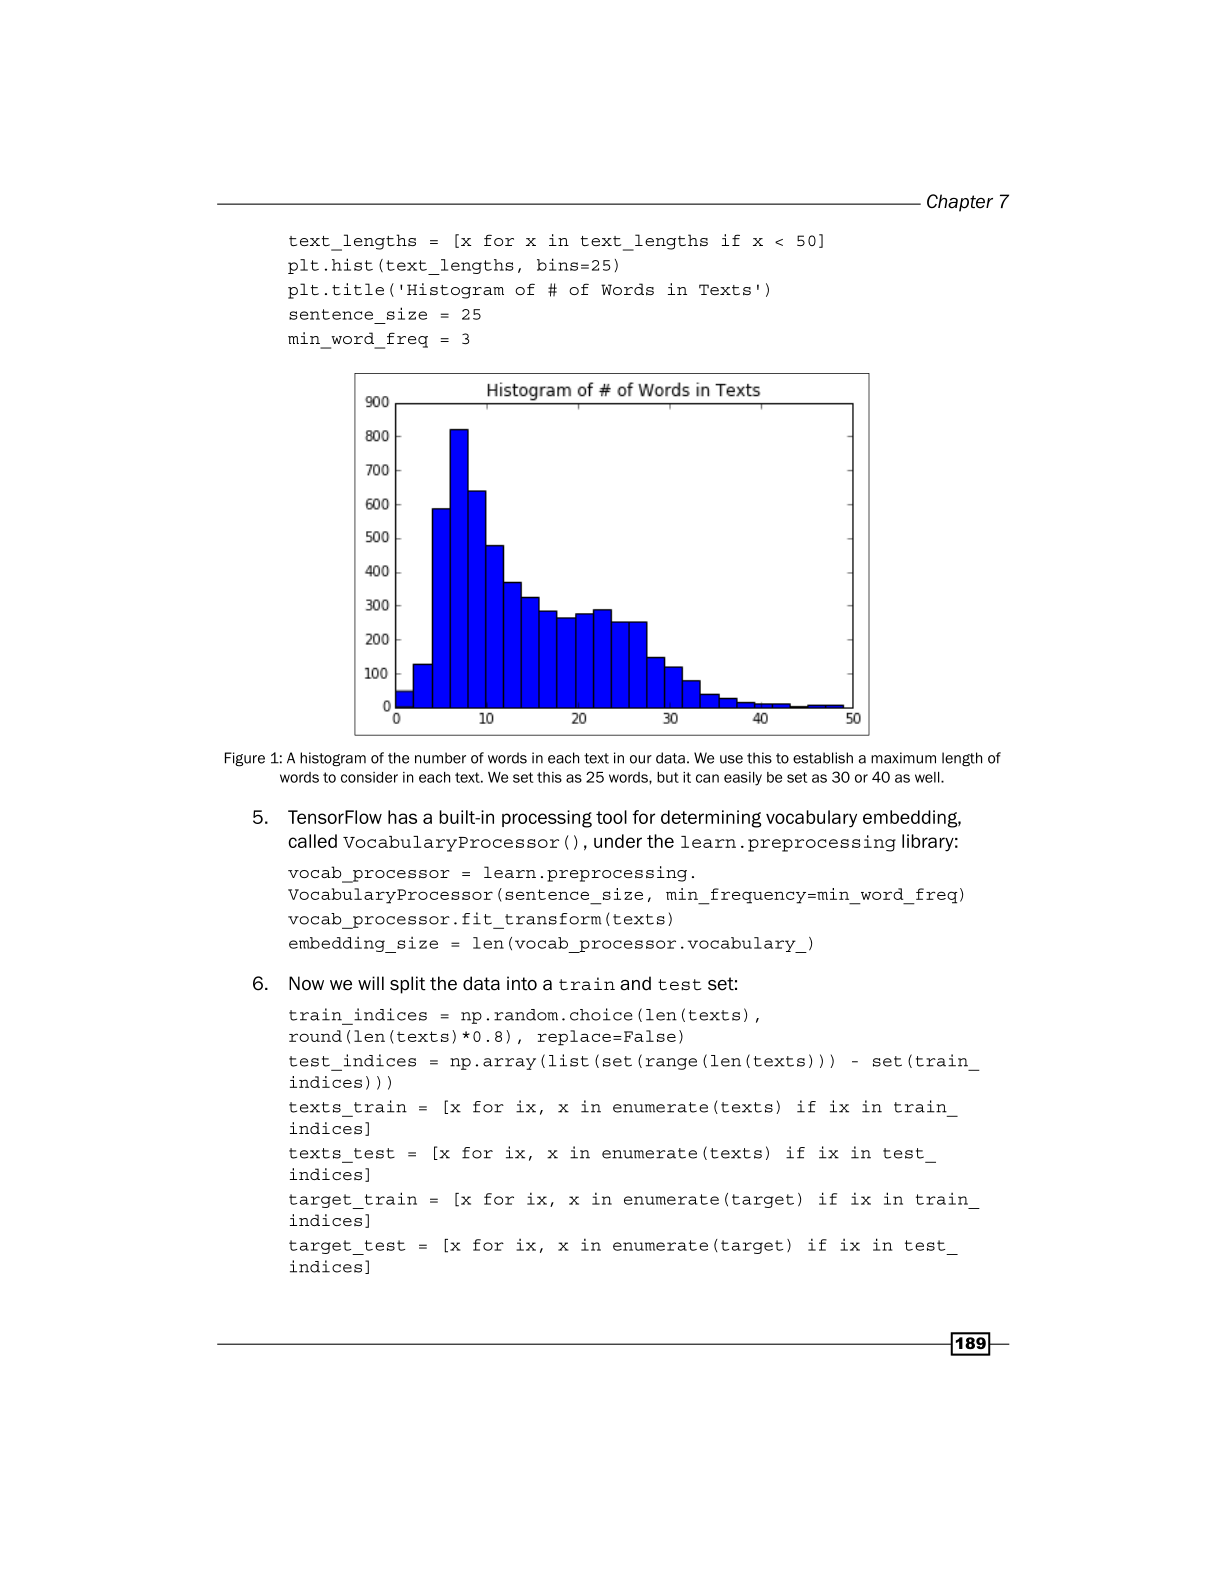 Chapter 7
text_lengths = [x for x in text_lengths if x < 50]
plt.hist(text_lengths, bins=25)
plt.title('Histogram of # of Words in Texts')
sentence_size = 25
min_word_freq = 3
Histogram of # of Words in Texts
900
800
700
600
500
400
300
200
100
0
0 10 20 30 40 50
Figure 1: A histogram of the number of words in each text in our data. We use this to establish a maximum length of
words to consider in each text. We set this as 25 words, but it can easily be set as 30 or 40 as well.
5. TensorFlow has a built-in processing tool for determining vocabulary embedding,
called VocabularyProcessor(), under the learn.preprocessing library:
vocab_processor = learn.preprocessing.
VocabularyProcessor(sentence_size, min_frequency=min_word_freq)
vocab_processor.fit_transform(texts)
embedding_size = len(vocab_processor.vocabulary_)
6. Now we will split the data into a train and test set:
train_indices = np.random.choice(len(texts),
round(len(texts)*0.8), replace=False)
test_indices = np.array(list(set(range(len(texts))) - set(train_
indices)))
texts_train = [x for ix, x in enumerate(texts) if ix in train_
indices]
texts_test = [x for ix, x in enumerate(texts) if ix in test_
indices]
target_train = [x for ix, x in enumerate(target) if ix in train_
indices]
target_test = [x for ix, x in enumerate(target) if ix in test_
indices]
189